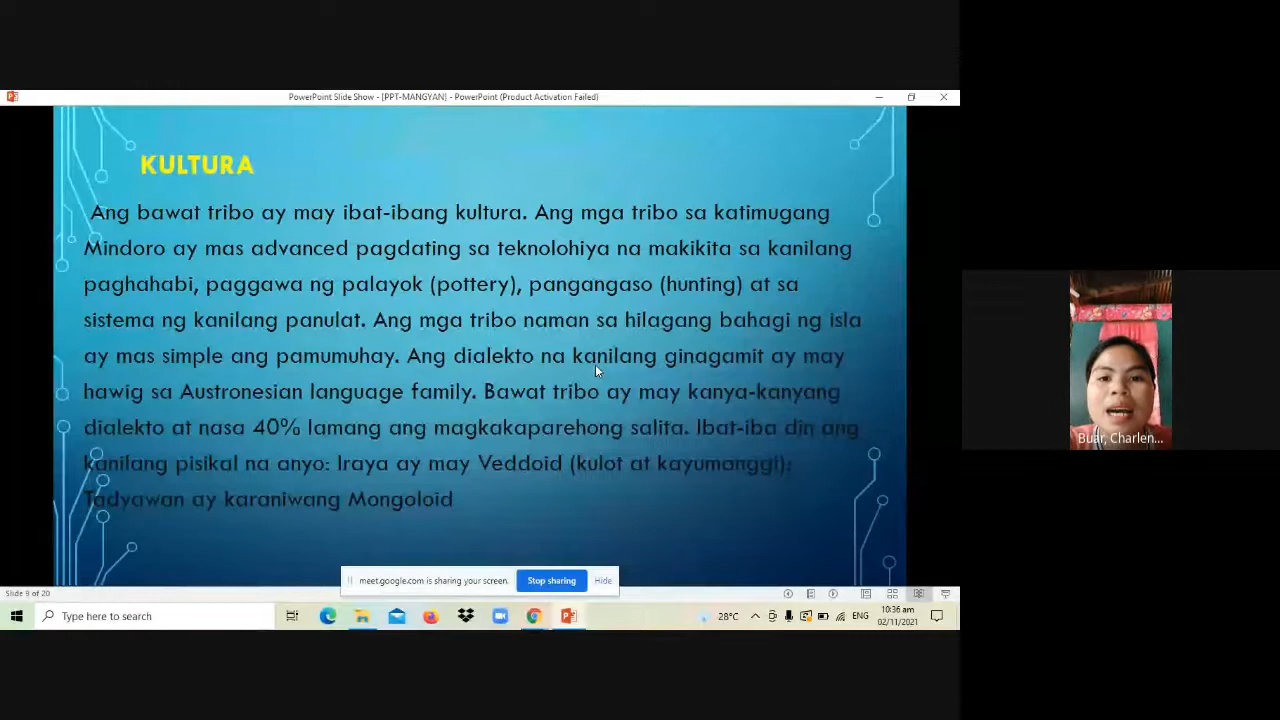 PowerPoint Slide Show - [PPT-MANGYAN] - PowerPoint (Product Activation Failed)
KULTURA
Ang bawat tribo ay may ibat-ibang kultura. Ang mga tribo sa katimugang
Mindoro ay mas advanced pagdating sa teknolohiya na makikita sa kanilang
paghahabi, paggawa ng palayok (pottery), pangangaso (hunting) at sa
sistema ng kanilang panulat. Ang mga tribo naman sa hilagang bahagi ng isla
ay mas simple ang pamumuhay. Ang dialekto na kanilang ginagamit ay may
hawig sa Austronesian language family. Bawat tribo ay may kanya-kanyang
dialekto at nasa 40% lamang ang magkakaparehong salita. Ibat-iba din ang
kanilang pisikal na anyo: Iraya ay may Veddoid (kulot at kayumanggi);
Tadyawan ay karaniwang Mongoloid
Buar, Charlen...
meet.google.com is sharing your screen.
Stop sharing
Hide
Slide 9 of 20
Type here to search
28°C
ENG
10:36 am
02/11/2021